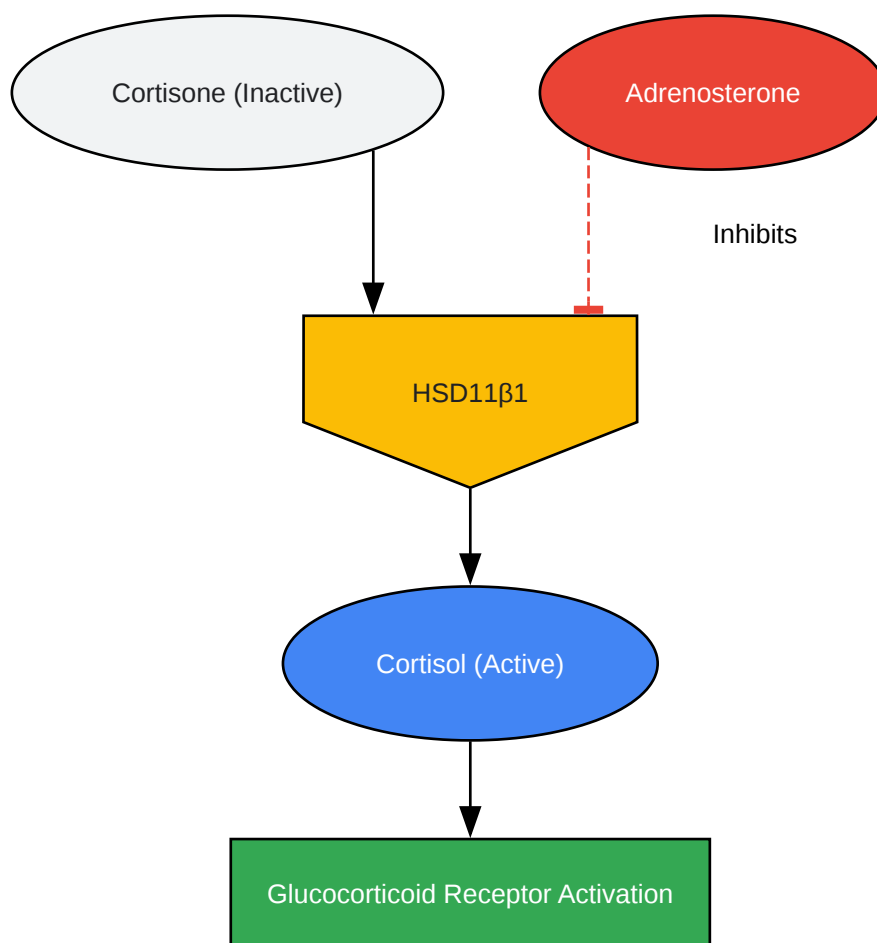 Cortisone (Inactive)
Adrenosterone
Inhibits
HSD11β1
Cortisol (Active)
Glucocorticoid Receptor Activation